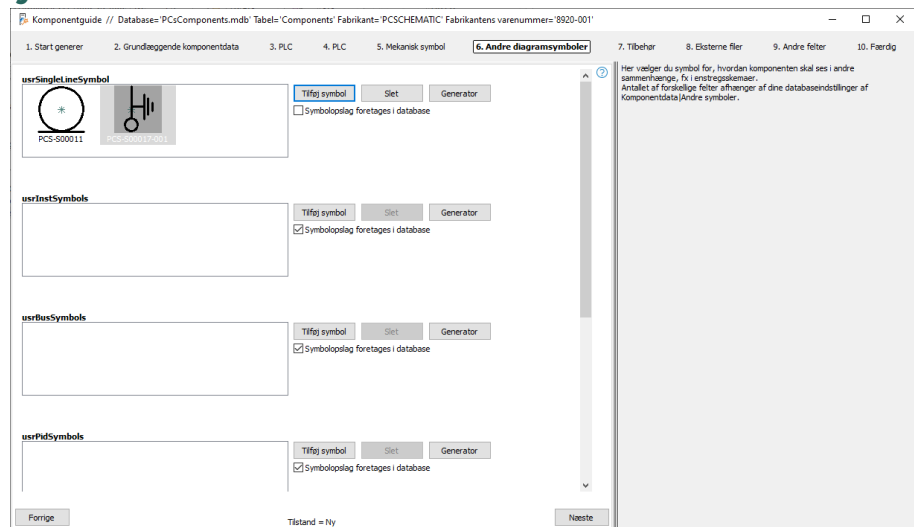 Komponentguide // Database='PCsComponents.mdb' Tabel='Components' Fabrikant='PCSCHEMATIC' Fabrikantens varenummer='8920-001'
1. Start generer 2. Grundlæggende komponentdata 3. PLC 4. PLC 5. Mekanisk symbol 6. Andre diagramsymboler 7. Tilbehør 8. Eksterne filer 9. Andre felter 10. Færdig
usrSingleLineSymbol
PCS-S00011
PCS-S00017-001
Tilføj symbol Slet Generator
Symbolopslag foretages i database
usrInstSymbols
Tilføj symbol Slet Generator
Symbolopslag foretages i database
usrBusSymbols
Tilføj symbol Slet Generator
Symbolopslag foretages i database
usrPidSymbols
Tilføj symbol Slet Generator
Symbolopslag foretages i database
Forrige Tilstand = Ny Næste
Her vælger du symbol for, hvordan komponenten skal ses i andre
sammenhænge, fx i enstregsskemaer.
Antallet af forskellige felter afhænger af dine databaseindstillinger af
Komponentdata|Andre symboler.